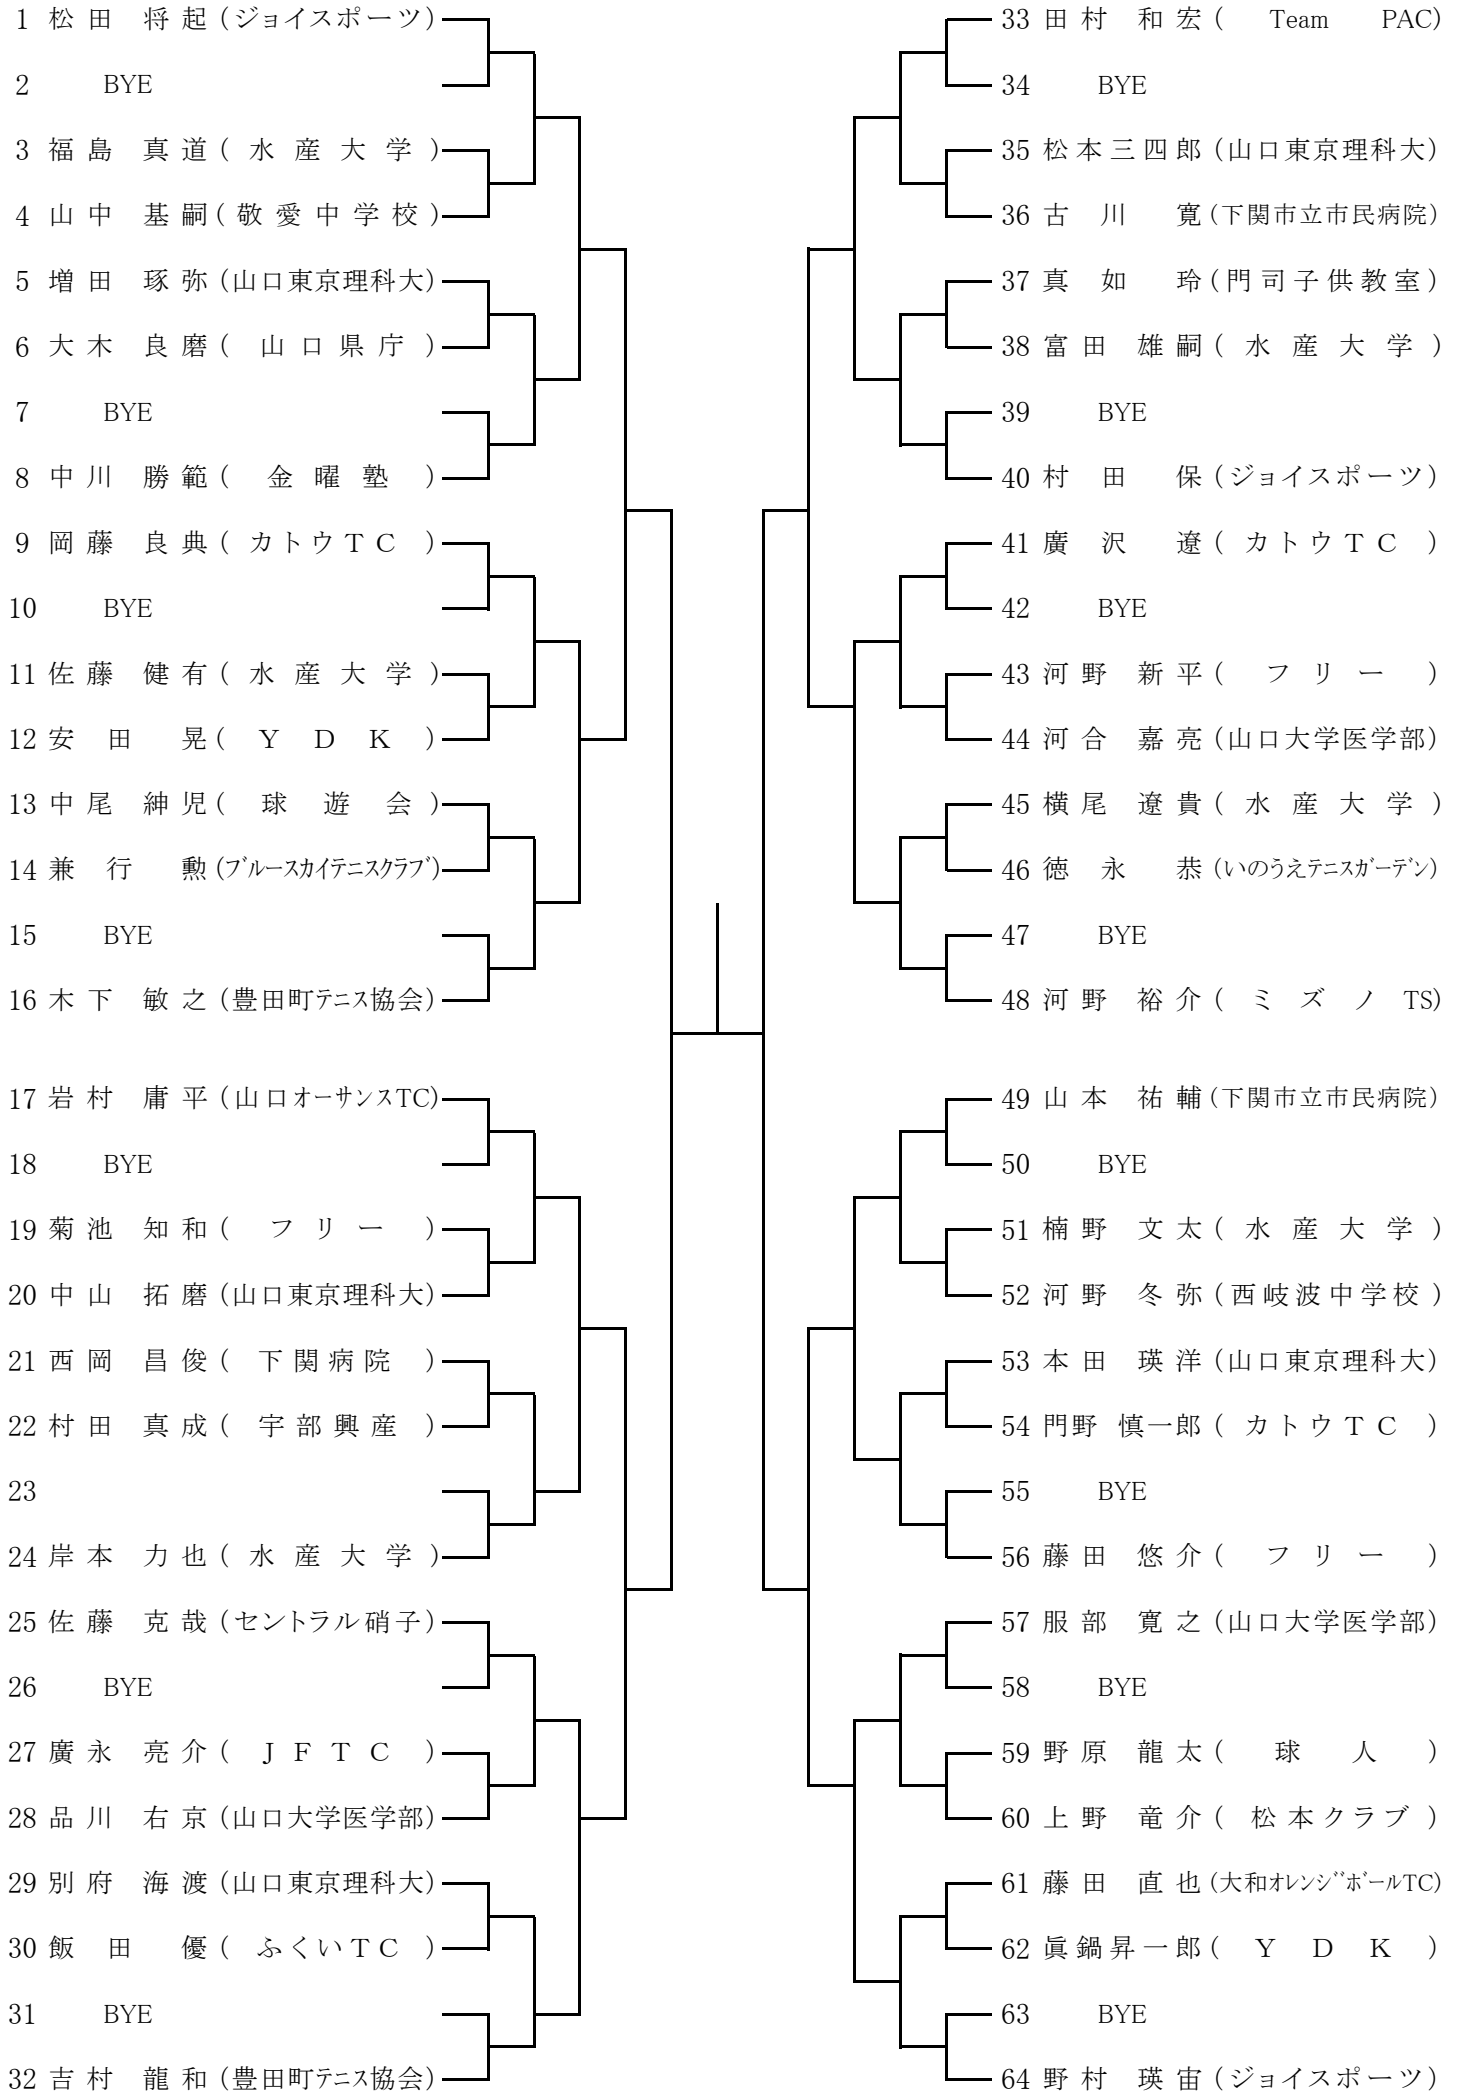 1 松田 将起 (ジョイスポーツ)
2 BYE
3 福島 真道 (水産大学)
4 山中 基嗣 (敬愛中学校)
5 増田 琢弥 (山口東京理科大)
6 大木 良磨 (山口県庁)
7 BYE
8 中川 勝範 (金曜塾)
9 岡藤 良典 (カトウTC)
10 BYE
11 佐藤 健有 (水産大学)
12 安田 晃 (YDK)
13 中尾 紳児 (球遊会)
14 兼行 勲 (ブルースカイテニスクラブ)
15 BYE
16 木下 敏之 (豊田町テニス協会)
17 岩村 庸平 (山口オーサンスTC)
18 BYE
19 菊池 知和 (フリー)
20 中山 拓磨 (山口東京理科大)
21 西岡 昌俊 (下関病院)
22 村田 真成 (宇部興産)
23
24 岸本 力也 (水産大学)
25 佐藤 克哉 (セントラル硝子)
26 BYE
27 廣永 亮介 (JFTC)
28 品川 右京 (山口大学医学部)
29 別府 海渡 (山口東京理科大)
30 飯田 優 (ふくいTC)
31 BYE
32 吉村 龍和 (豊田町テニス協会)
33 田村 和宏 (Team PAC)
34 BYE
35 松本三四郎 (山口東京理科大)
36 古川 寛 (下関市立市民病院)
37 真如 玲 (門司子供教室)
38 富田 雄嗣 (水産大学)
39 BYE
40 村田 保 (ジョイスポーツ)
41 廣沢 遼 (カトウTC)
42 BYE
43 河野 新平 (フリー)
44 河合 嘉亮 (山口大学医学部)
45 横尾 遼貴 (水産大学)
46 徳永 恭 (いのうえテニスガーデン)
47 BYE
48 河野 裕介 (ミズノTS)
49 山本 祐輔 (下関市立市民病院)
50 BYE
51 楠野 文太 (水産大学)
52 河野 冬弥 (西岐波中学校)
53 本田 瑛洋 (山口東京理科大)
54 門野 慎一郎 (カトウTC)
55 BYE
56 藤田 悠介 (フリー)
57 服部 寛之 (山口大学医学部)
58 BYE
59 野原 龍太 (球人)
60 上野 竜介 (松本クラブ)
61 藤田 直也 (大和オレンジボールTC)
62 眞鍋昇一郎 (YDK)
63 BYE
64 野村 瑛宙 (ジョイスポーツ)